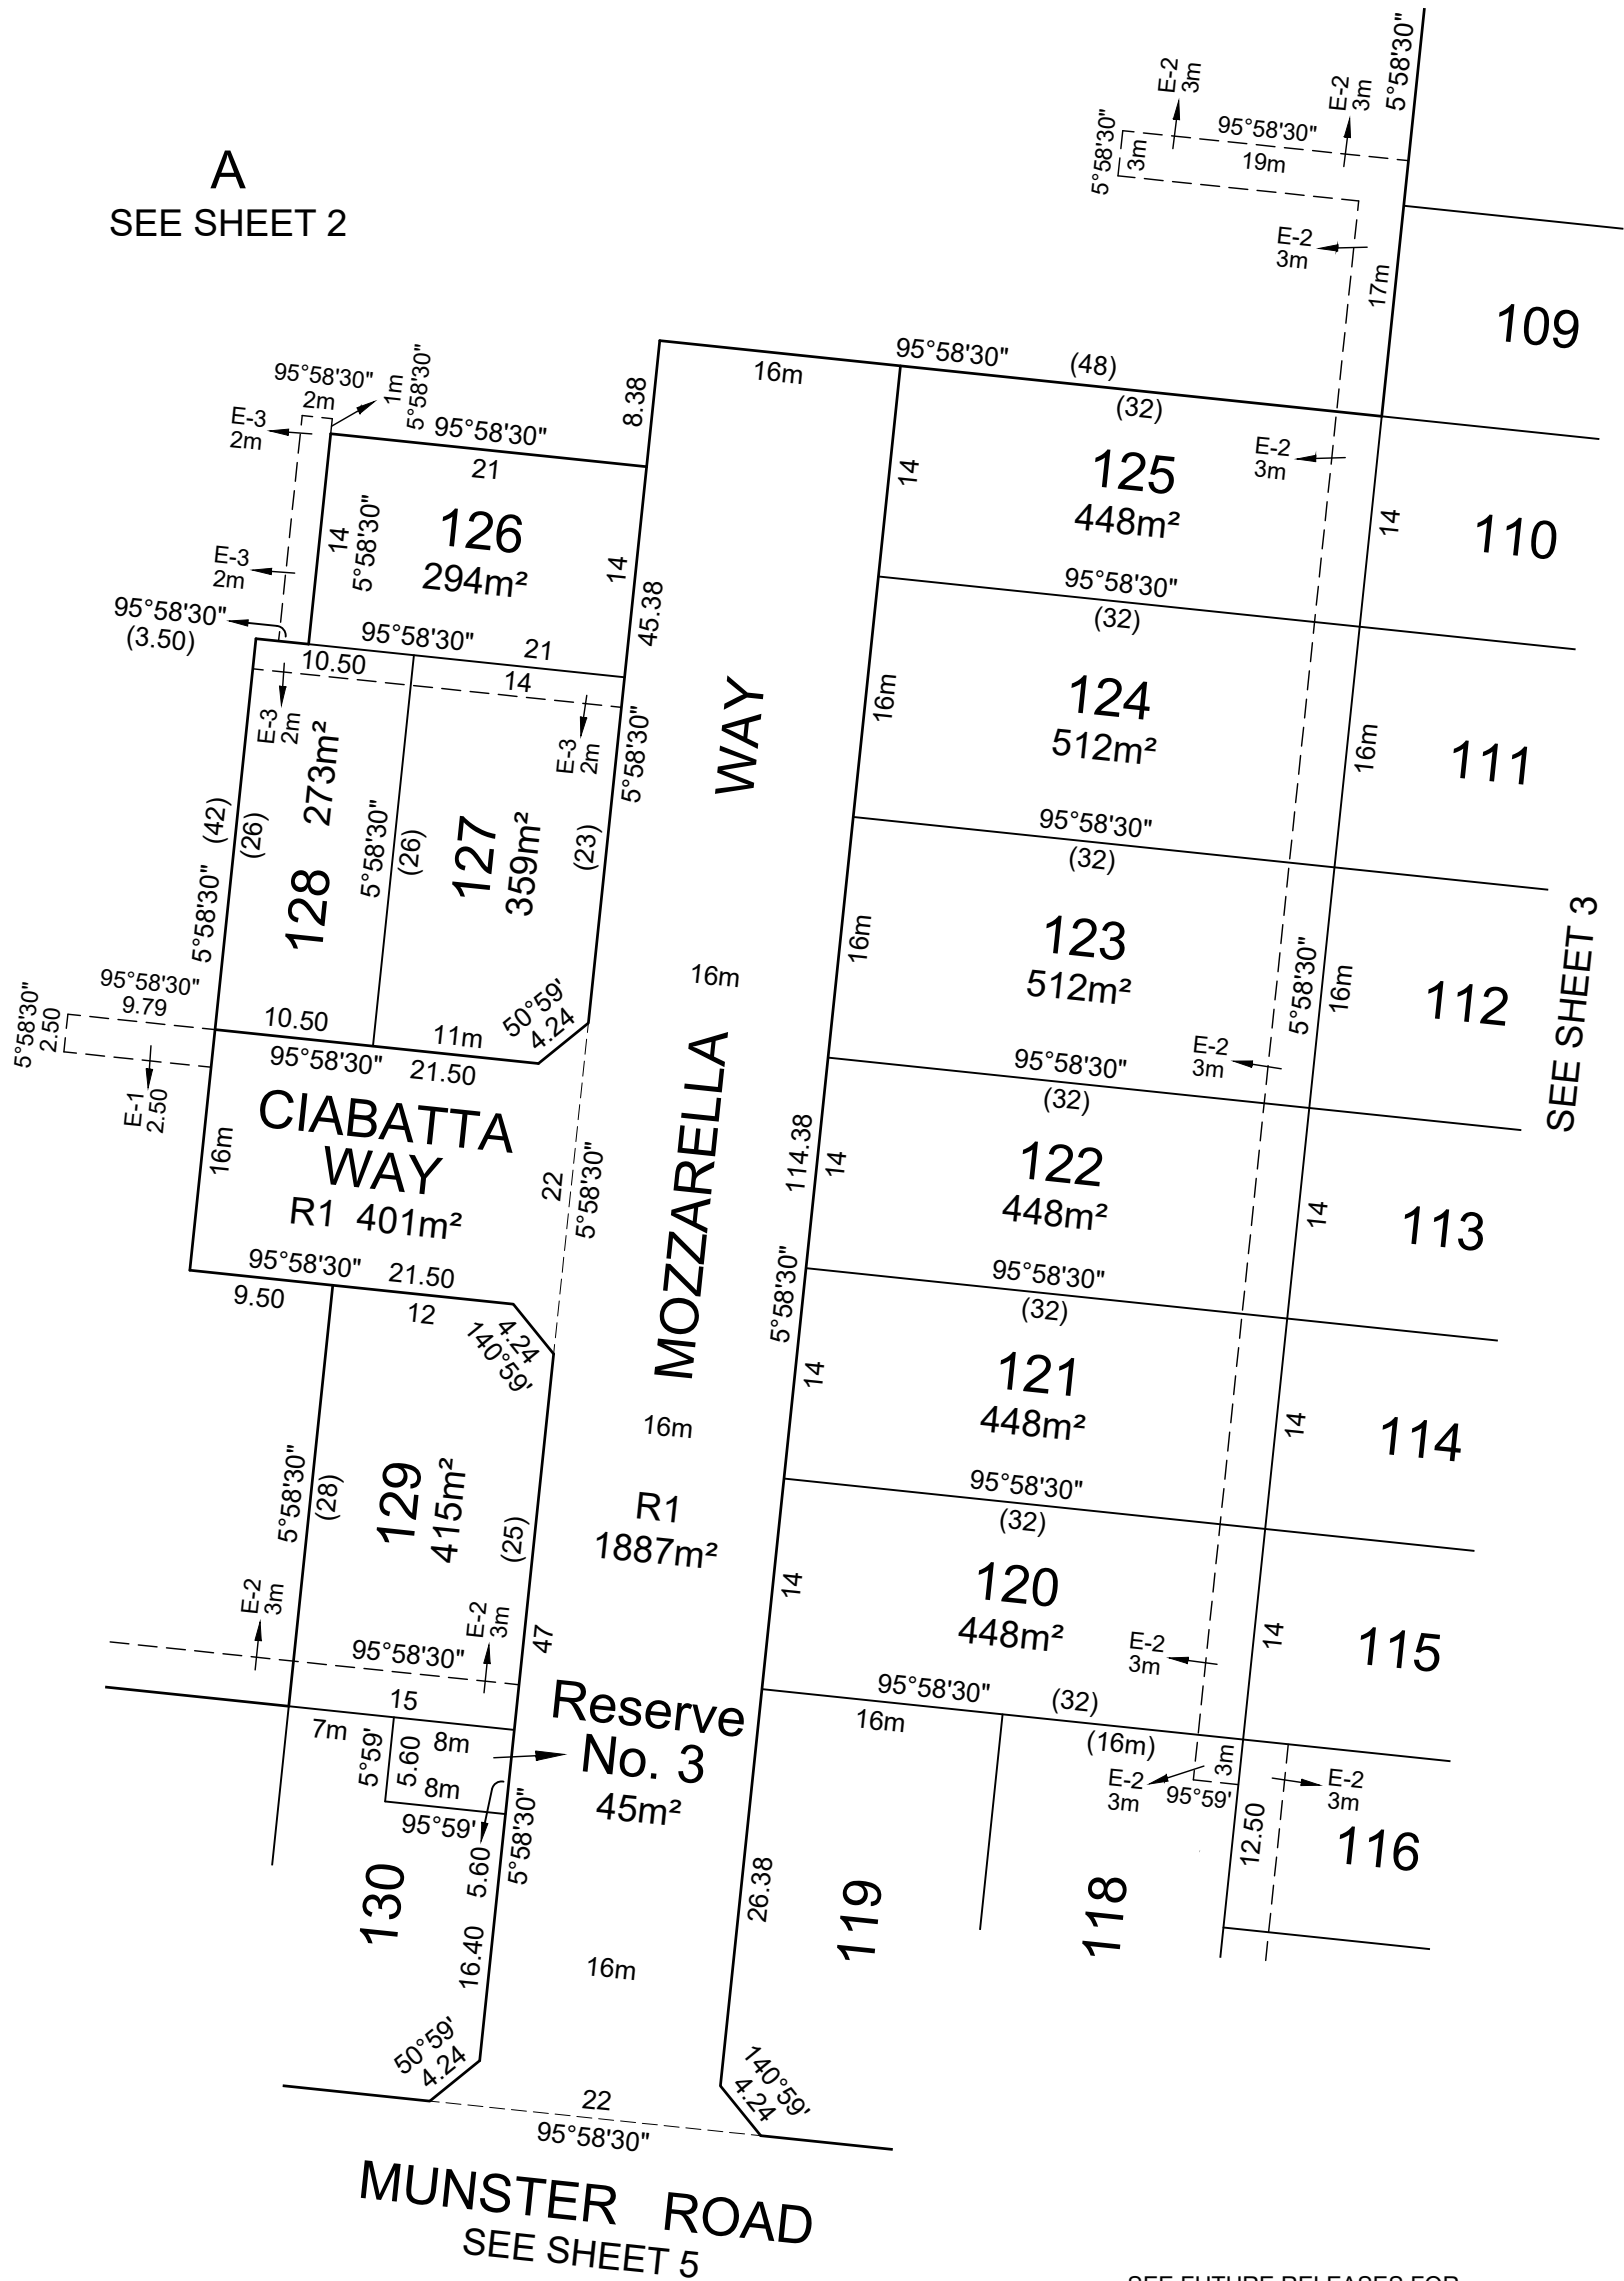 A
SEE SHEET 2
5°58'30"
E-2
3m
E-2
3m
95°58'30"
19m
5°58'30"
3m
E-2
3m
17m
109
95°58'30"
(48)
16m
(32)
8.38
95°58'30"
2m
1m
5°58'30"
E-3
2m
95°58'30"
21
14
5°58'30"
126
294m²
14
E-3
2m
95°58'30"
(3.50)
45.38
14
125
448m²
E-2
3m
14
110
95°58'30"
(32)
95°58'30"
21
10.50
14
E-3
2m
E-3
2m
5°58'30"
WAY
16m
124
512m²
16m
111
95°58'30"
(32)
(42)
(26)
5°58'30"
128
273m²
5°58'30"
(26)
127
359m²
(23)
16m
16m
123
512m²
5°58'30"
16m
112
SEE SHEET 3
95°58'30"
9.79
5°58'30"
2.50
E-1
2.50
10.50
11m
50°59'
4.24
95°58'30"
21.50
95°58'30"
(32)
E-2
3m
CIABATTA
WAY
R1 401m²
16m
22
5°58'30"
MOZZARELLA
114.38
5°58'30"
14
122
448m²
14
113
95°58'30"
21.50
9.50
12
4.24
140°59'
95°58'30"
(32)
14
121
448m²
14
114
16m
5°58'30"
(28)
129
415m²
(25)
R1
1887m²
95°58'30"
(32)
14
120
448m²
E-2
3m
14
115
E-2
3m
E-2
3m
95°58'30"
47
15
7m
8m
5°59'
5.60
8m
95°59'
Reserve
No. 3
45m²
5°58'30"
5.60
95°58'30"
(32)
16m
(16m)
E-2
3m
3m
95°59'
E-2
3m
12.50
116
130
16.40
26.38
119
118
16m
50°59'
4.24
140°59'
4.24
22
95°58'30"
MUNSTER ROAD
SEE SHEET 5